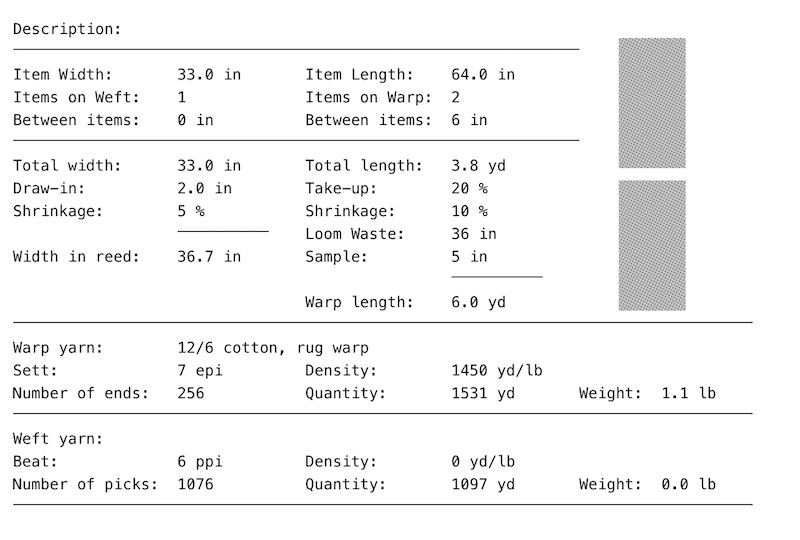 Description:
Item Width: 33.0 in Item Length: 64.0 in
Items on Weft: 1 Items on Warp: 2
Between items: 0 in Between items: 6 in
Total width: 33.0 in Total length: 3.8 yd
Draw-in: 2.0 in Take-up: 20 %
Shrinkage: 5 % Shrinkage: 10 %
Loom Waste: 36 in
Width in reed: 36.7 in Sample: 5 in
Warp length: 6.0 yd
Warp yarn: 12/6 cotton, rug warp
Sett: 7 epi Density: 1450 yd/lb
Number of ends: 256 Quantity: 1531 yd Weight: 1.1 lb
Weft yarn:
Beat: 6 ppi Density: 0 yd/lb
Number of picks: 1076 Quantity: 1097 yd Weight: 0.0 lb